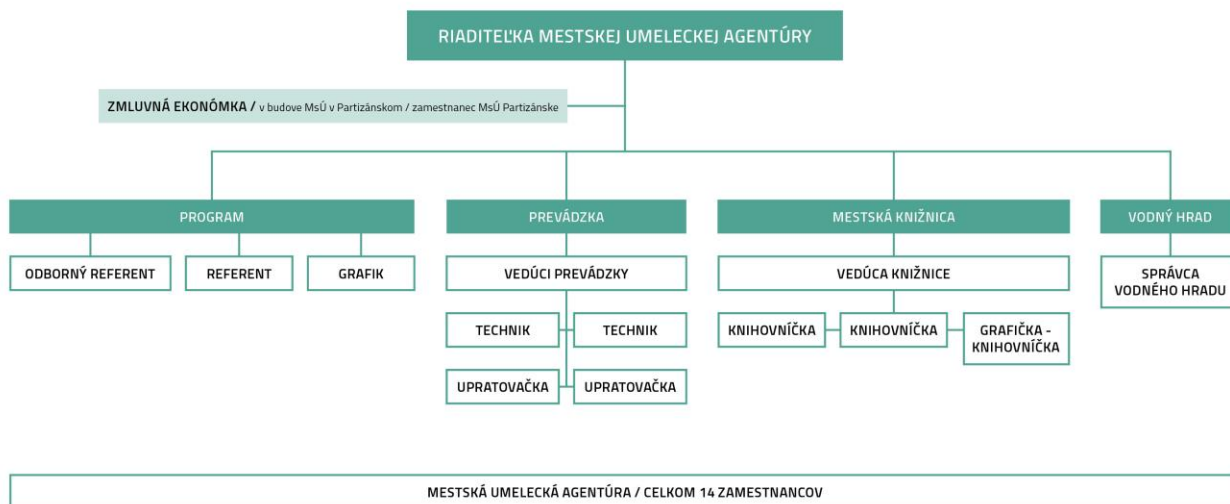 RIADITEĽKA MESTSKEJ UMELECKEJ AGENTÚRY
ZMLUVNÁ EKONÓMKA / v budove MsÚ v Partizánskom / zamestnanec MsÚ Partizánske
PROGRAM
ODBORNÝ REFERENT
REFERENT
GRAFIK
PREVÁDZKA
VEDÚCI PREVÁDZKY
TECHNIK
TECHNIK
UPRATOVAČKA
UPRATOVAČKA
MESTSKÁ KNIŽNICA
VEDÚCA KNIŽNICE
KNIHOVNÍČKA
KNIHOVNÍČKA
GRAFIČKA -
KNIHOVNÍČKA
VODNÝ HRAD
SPRÁVCA
VODNÉHO HRADU
MESTSKÁ UMELECKÁ AGENTÚRA / CELKOM 14 ZAMESTNANCOV